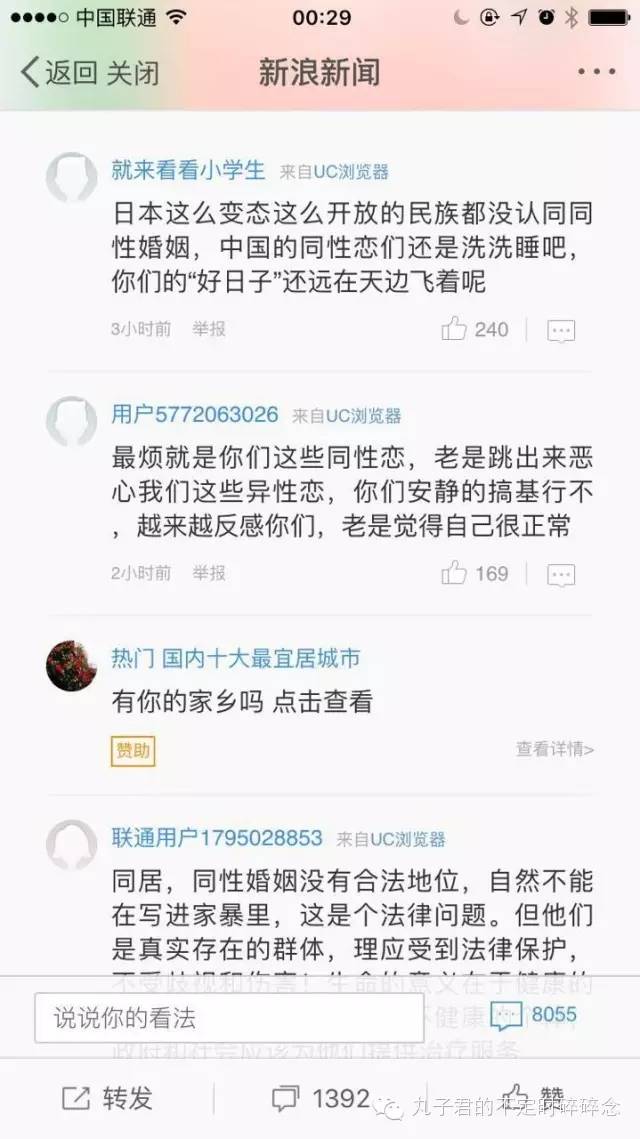 中国联通 00:29
返回 关闭 新浪新闻
就来看看小学生 来自UC浏览器
日本这么变态这么开放的民族都没认同同
性婚姻，中国的同性恋们还是洗洗睡吧，
你们的“好日子”还远在天边飞着呢
3小时前 举报 240
用户5772063026 来自UC浏览器
最烦就是你们这些同性恋，老是跳出来恶
心我们这些异性恋，你们安静的搞基行不
，越来越反感你们，老是觉得自己很正常
2小时前 举报 169
热门 国内十大最宜居城市
有你的家乡吗 点击查看
赞助 查看详情>
联通用户1795028853 来自UC浏览器
同居，同性婚姻没有合法地位，自然不能
在写进家暴里，这是个法律问题。但他们
是真实存在的群体，理应受到法律保护，
不受歧视和伤害！生命的意义在于健康的
不健康的
政府和社会应该为他们提供治疗服务
说说你的看法 8055
转发 1392 赞
九子君的不定时碎碎念